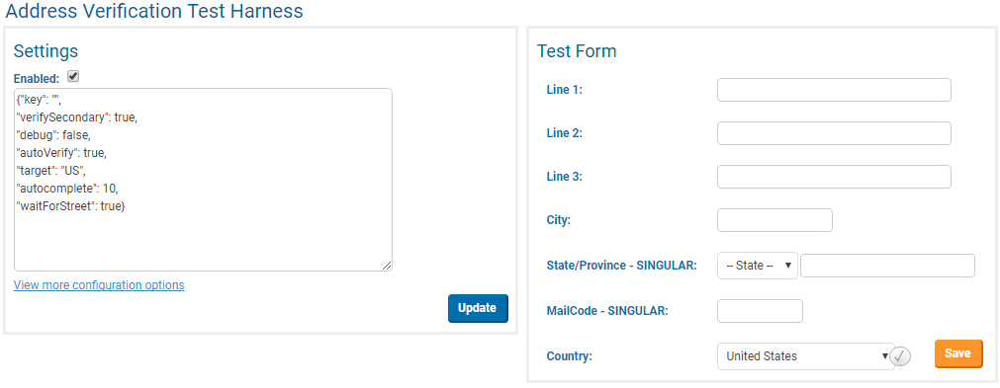 Address Verification Test Harness
Settings
Enabled:
{"key": "",
"verifySecondary": true,
"debug": false,
"autoVerify": true,
"target": "US",
"autocomplete": 10,
"waitForStreet": true}
View more configuration options
Update
Test Form
Line 1:
Line 2:
Line 3:
City:
State/Province - SINGULAR: -- State --
MailCode - SINGULAR:
Country: United States
Save